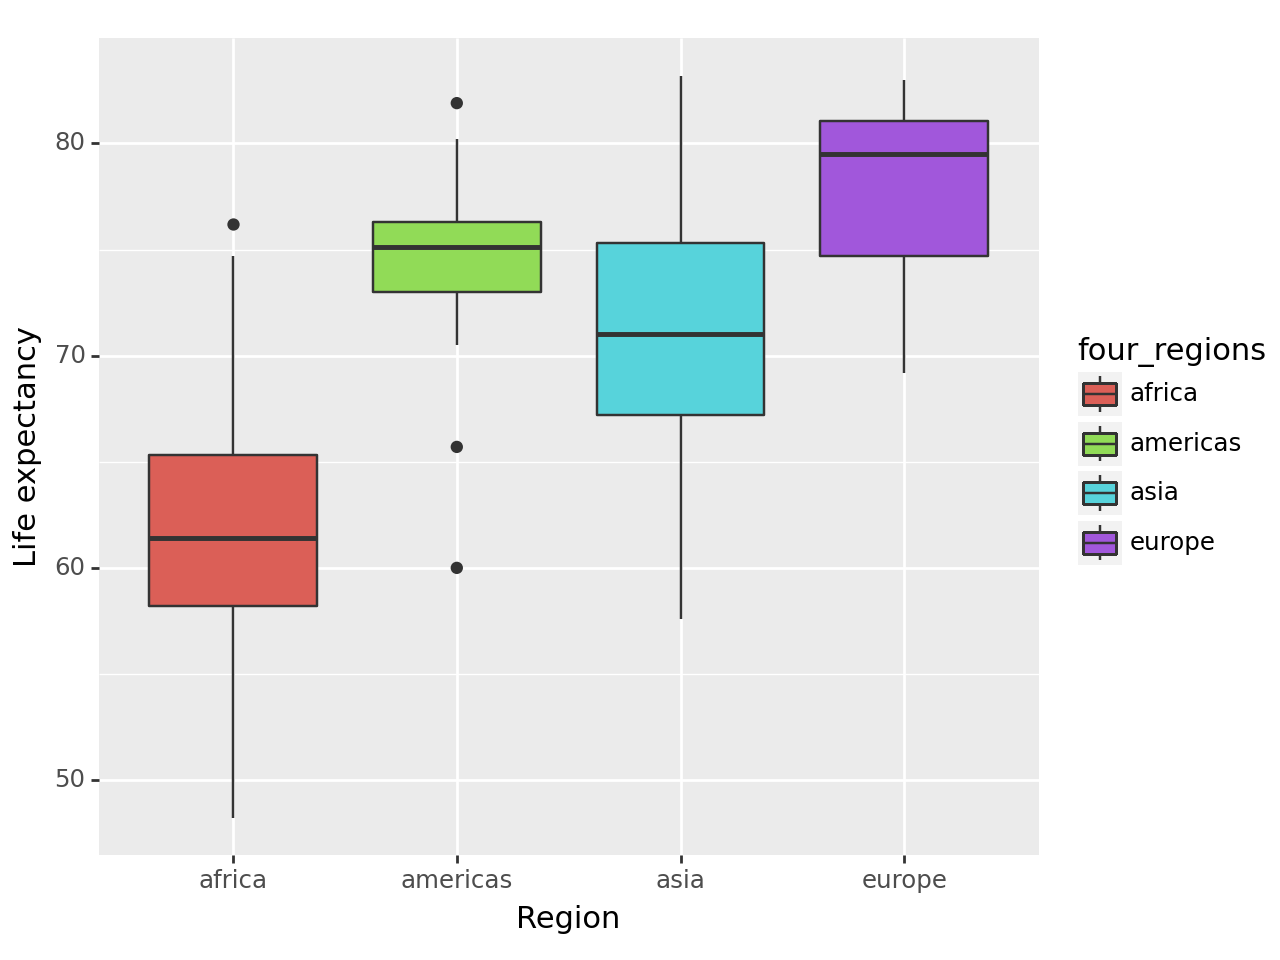 80
70
60
50
Life expectancy
africa
americas
asia
europe
Region
four_regions
africa
americas
asia
europe